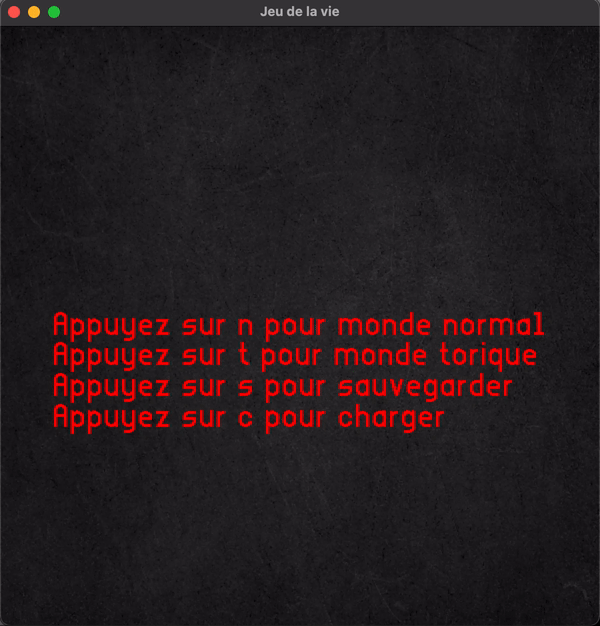 Jeu de la vie
Appuyez sur n pour monde normal
Appuyez sur t pour monde torique
Appuyez sur s pour sauvegarder
Appuyez sur c pour charger